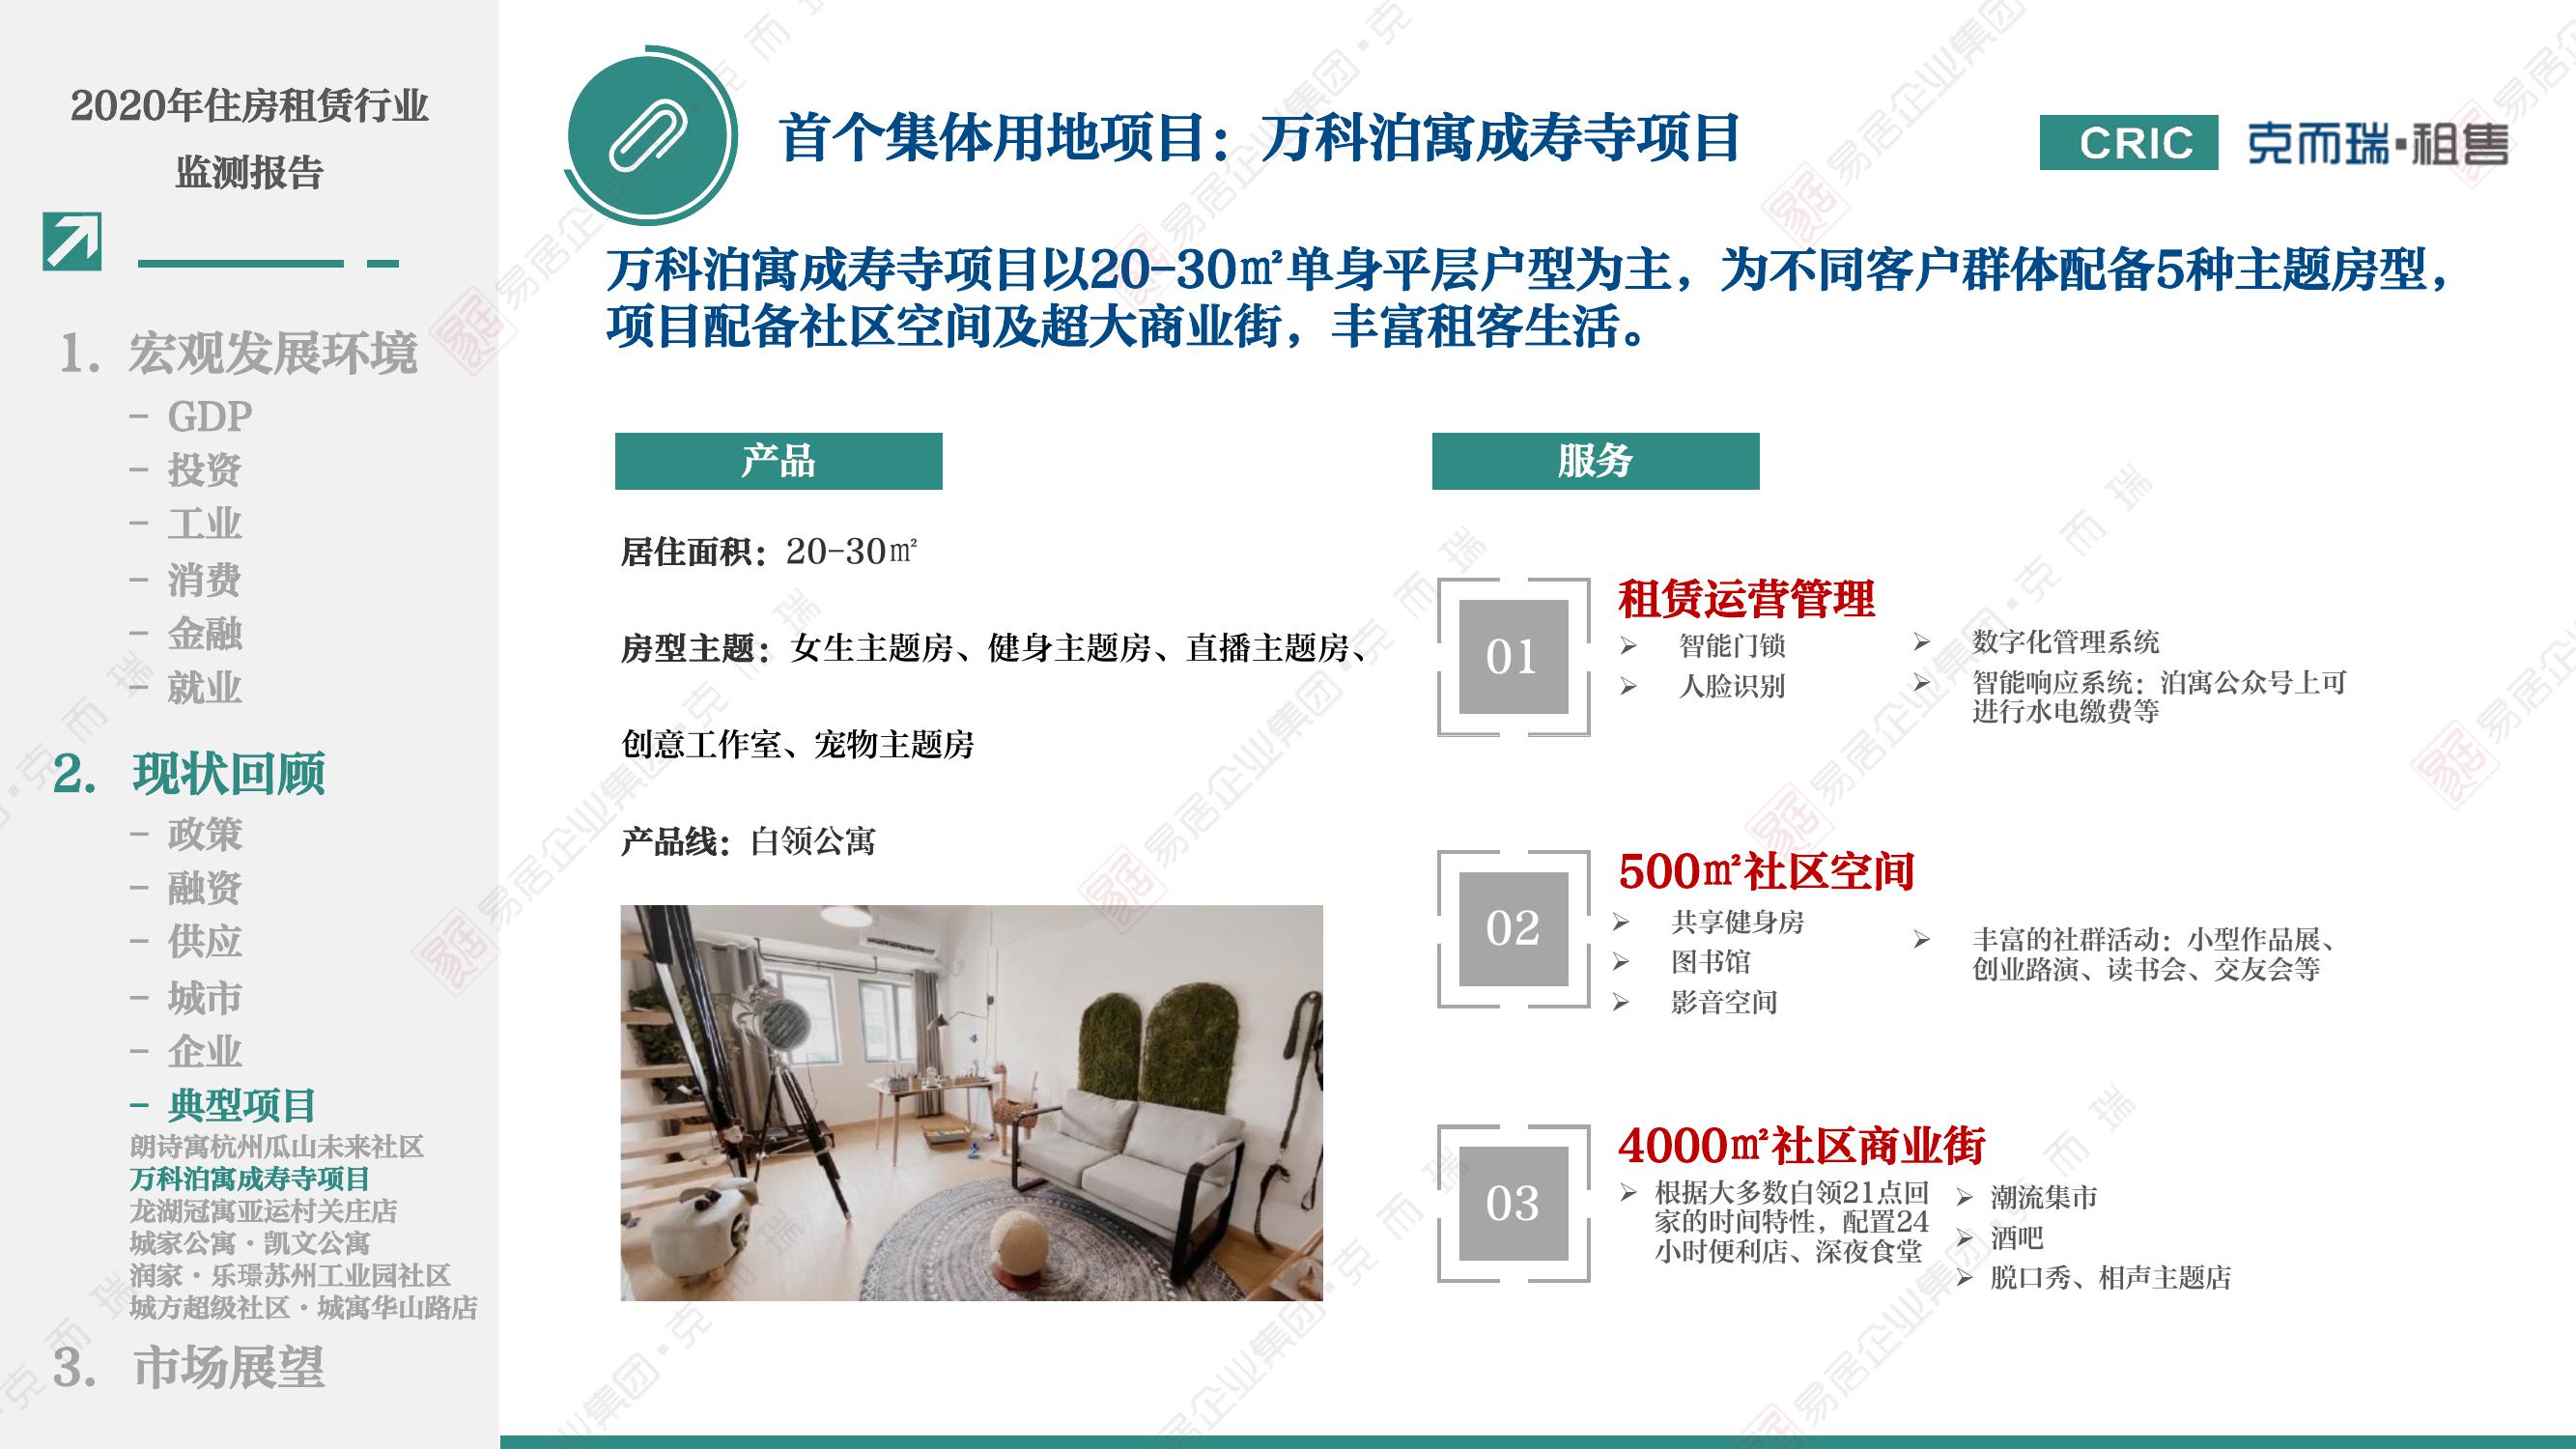 2020年住房租赁行业
监测报告
1. 宏观发展环境
– GDP
– 投资
– 工业
– 消费
– 金融
– 就业
2. 现状回顾
– 政策
– 融资
– 供应
– 城市
– 企业
– 典型项目
朗诗寓杭州瓜山未来社区
万科泊寓成寿寺项目
龙湖冠寓亚运村关庄店
城家公寓·凯文公寓
润家·乐璟苏州工业园社区
城方超级社区·城寓华山路店
3. 市场展望
首个集体用地项目：万科泊寓成寿寺项目
CRIC 克而瑞·租售
万科泊寓成寿寺项目以20–30㎡单身平层户型为主，为不同客户群体配备5种主题房型，
项目配备社区空间及超大商业街，丰富租客生活。
产品
居住面积：20–30㎡
房型主题：女生主题房、健身主题房、直播主题房、
创意工作室、宠物主题房
产品线：白领公寓
服务
01
租赁运营管理
➢ 智能门锁
➢ 人脸识别
➢ 数字化管理系统
➢ 智能响应系统：泊寓公众号上可
进行水电缴费等
02
500㎡社区空间
➢ 共享健身房
➢ 图书馆
➢ 影音空间
➢ 丰富的社群活动：小型作品展、
创业路演、读书会、交友会等
03
4000㎡社区商业街
➢ 根据大多数白领21点回
家的时间特性，配置24
小时便利店、深夜食堂
➢ 潮流集市
➢ 酒吧
➢ 脱口秀、相声主题店
易居企业集团·克而瑞